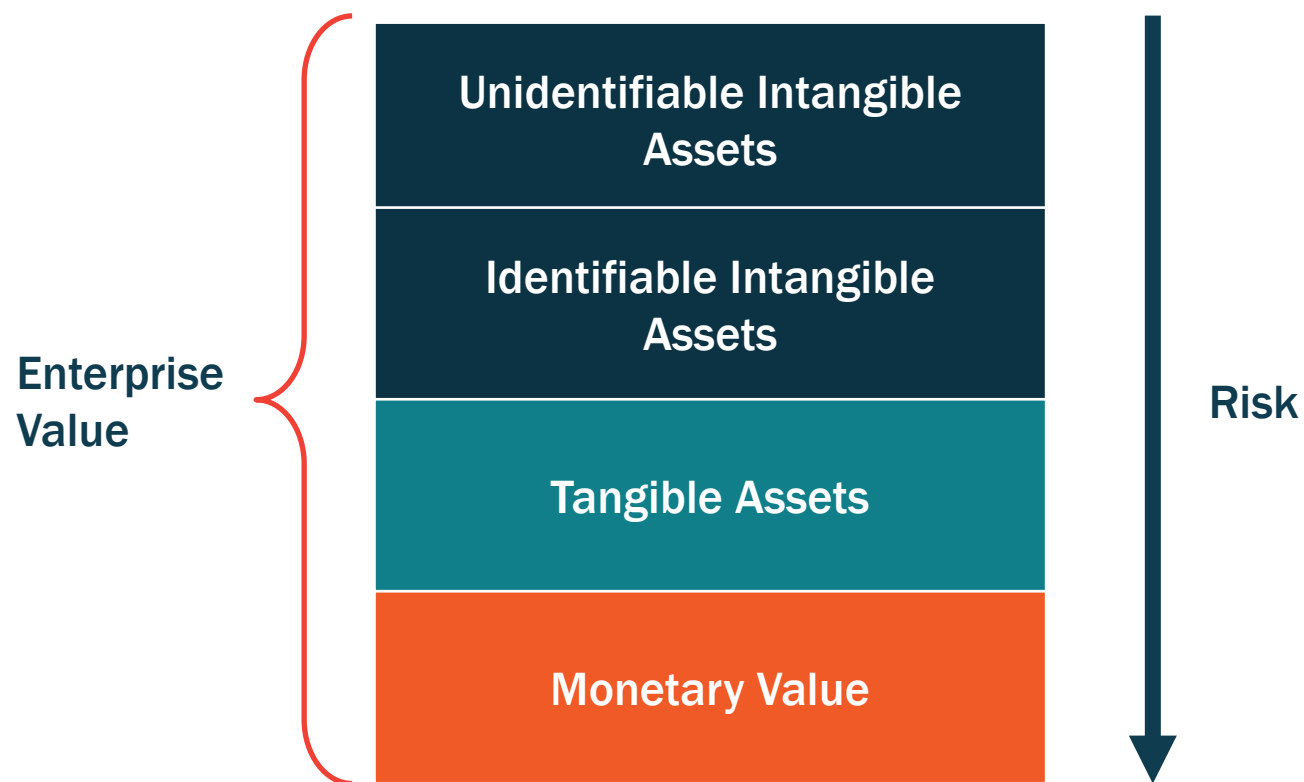 Unidentifiable Intangible
Assets
Identifiable Intangible
Assets
Enterprise
Value
Risk
Tangible Assets
Monetary Value